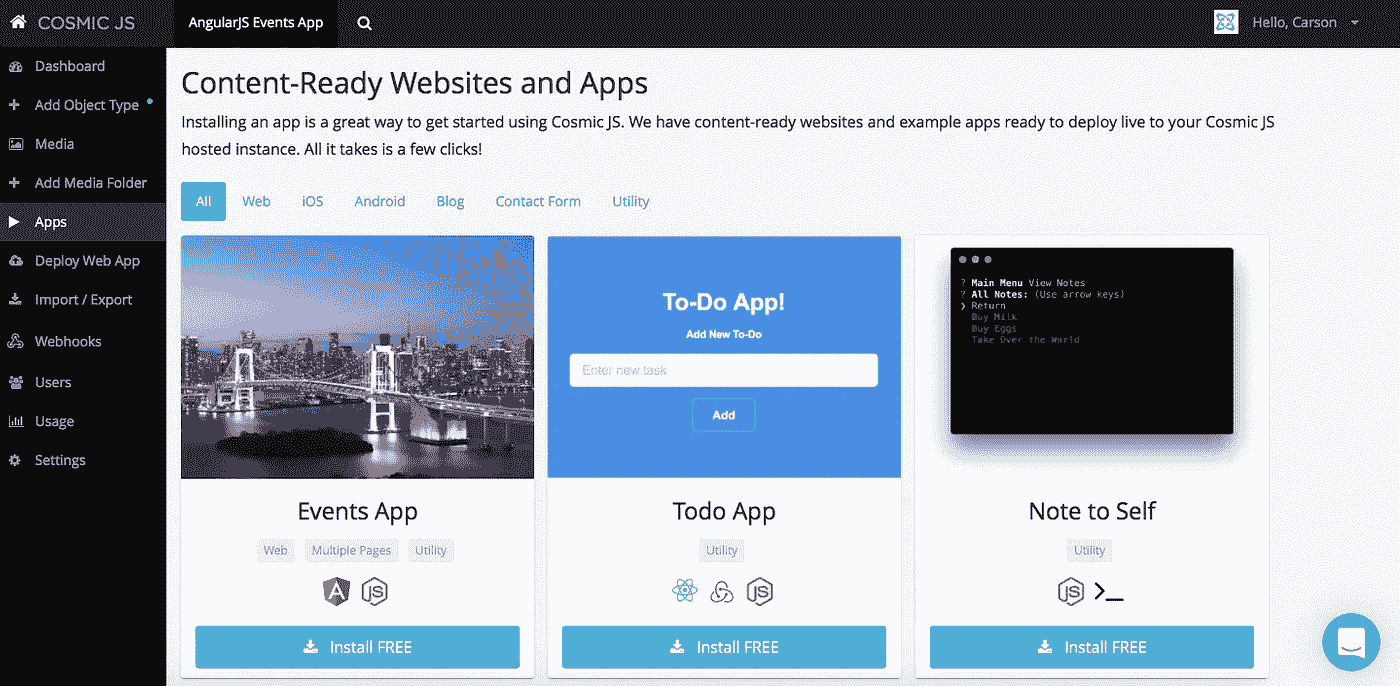 COSMIC JS
AngularJS Events App
Hello, Carson
Dashboard
Add Object Type
Media
Add Media Folder
Apps
Deploy Web App
Import / Export
Webhooks
Users
Usage
Settings
Content-Ready Websites and Apps
Installing an app is a great way to get started using Cosmic JS. We have content-ready websites and example apps ready to deploy live to your Cosmic JS
hosted instance. All it takes is a few clicks!
All Web iOS Android Blog Contact Form Utility
To-Do App!
Add New To-Do
Enter new task
Add
? Main Menu View Notes
? All Notes: (Use arrow keys)
❯ Return
Buy Milk
Buy Eggs
Take Over the World
Events App
Web Multiple Pages Utility
A JS
Install FREE
Todo App
Utility
JS
Install FREE
Note to Self
Utility
JS >_
Install FREE